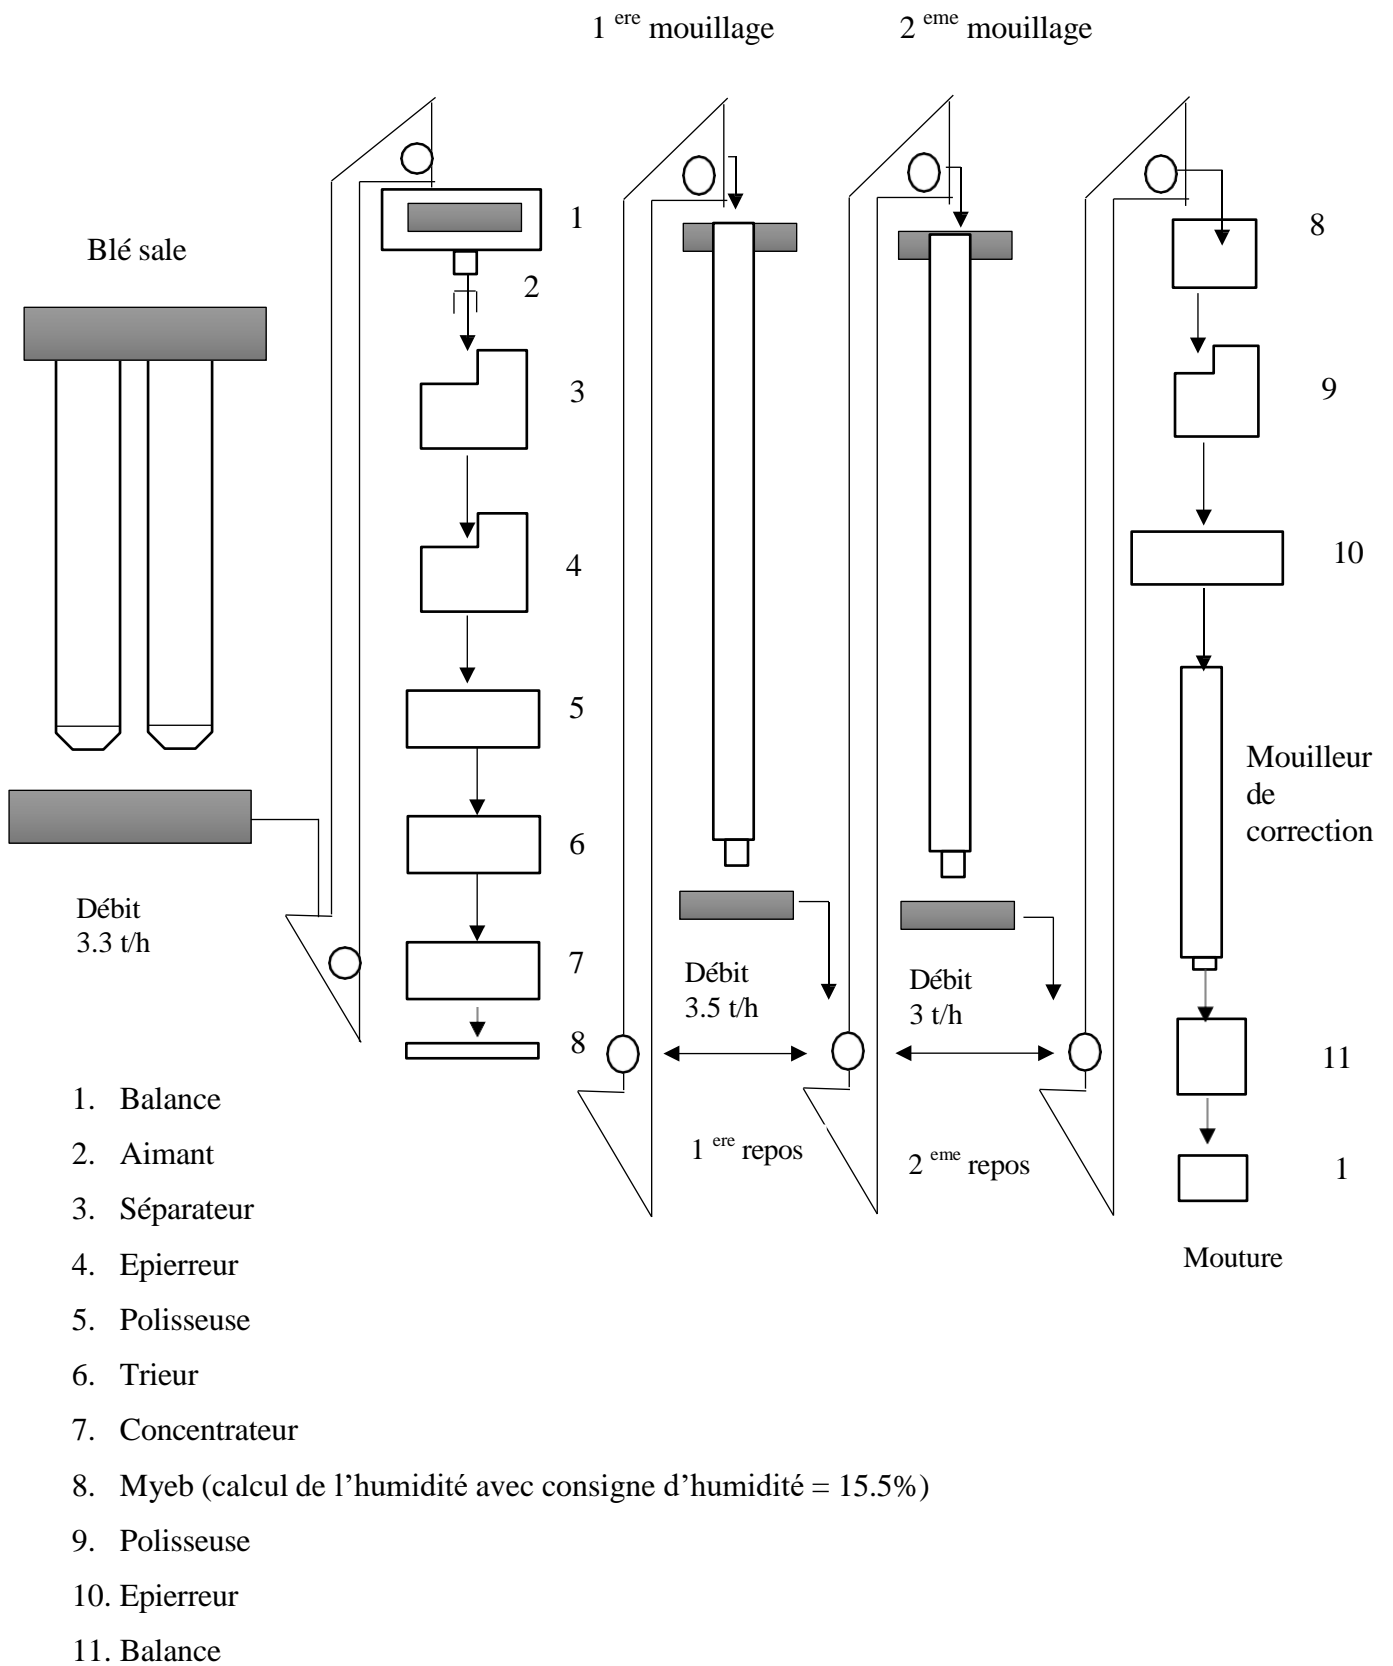 1 ere mouillage
2 eme mouillage
Blé sale
1
2
3
4
5
6
7
8
Débit
3.3 t/h
Débit
3.5 t/h
Débit
3 t/h
1 ere repos
2 eme repos
8
9
10
Mouilleur
de
correction
11
1
Mouture
1. Balance
2. Aimant
3. Séparateur
4. Epierreur
5. Polisseuse
6. Trieur
7. Concentrateur
8. Myeb (calcul de l’humidité avec consigne d’humidité = 15.5%)
9. Polisseuse
10. Epierreur
11. Balance